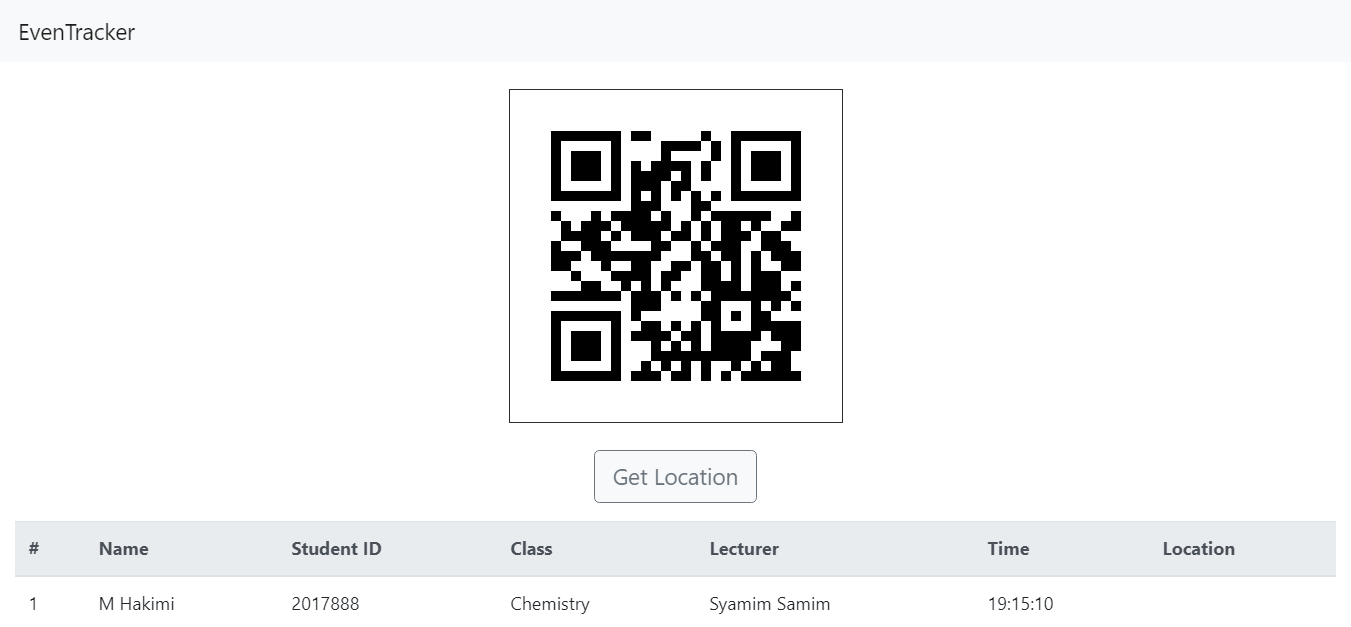 EvenTracker
Get Location
# Name Student ID Class Lecturer Time Location
1 M Hakimi 2017888 Chemistry Syamim Samim 19:15:10